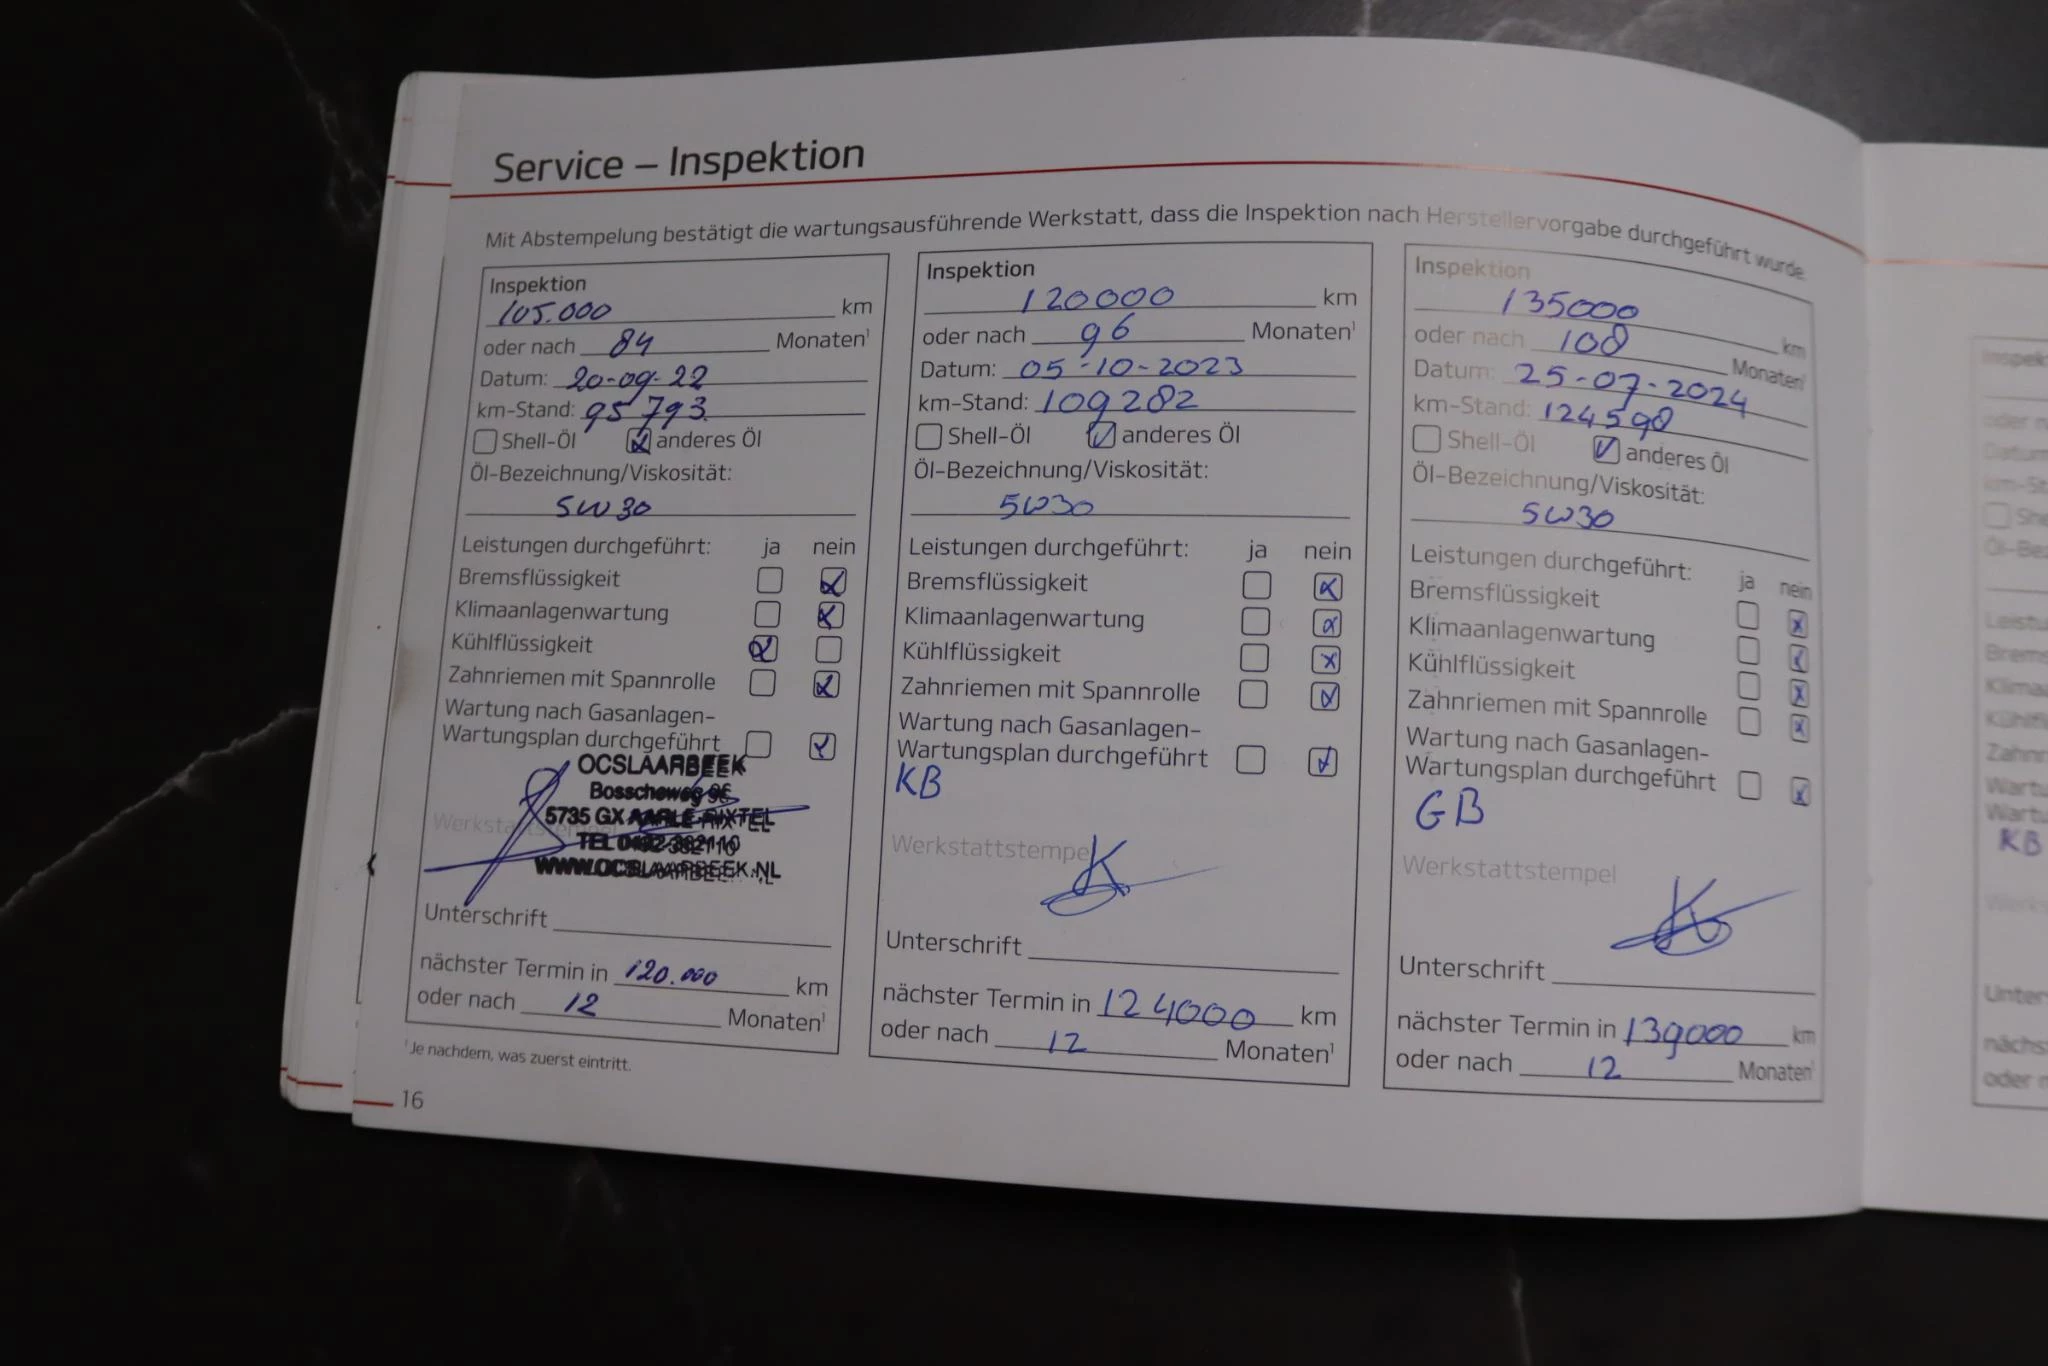 Service – Inspektion
Mit Abstempelung bestätigt die wartungsausführende Werkstatt, dass die Inspektion nach Herstellervorgabe durchgeführt wurde.
Inspektion
105.000 km
oder nach 84 Monaten¹
Datum: 20-09-22
km-Stand: 95 793
Shell-Öl anderes Öl
Öl-Bezeichnung/Viskosität:
5W30
Leistungen durchgeführt: ja nein
Bremsflüssigkeit
Klimaanlagenwartung
Kühlflüssigkeit
Zahnriemen mit Spannrolle
Wartung nach Gasanlagen-
Wartungsplan durchgeführt
OCSLAARBEEK
Bosscheweg 96
5735 GX AARLE-RIXTEL
TEL 0492-382110
WWW.OCSLAARBEEK.NL
Werkstattstempel
Unterschrift
nächster Termin in 120.000 km
oder nach 12 Monaten¹
¹Je nachdem, was zuerst eintritt.
16
Inspektion
120000 km
oder nach 96 Monaten¹
Datum: 05-10-2023
km-Stand: 109282
Shell-Öl anderes Öl
Öl-Bezeichnung/Viskosität:
5W30
Leistungen durchgeführt: ja nein
Bremsflüssigkeit
Klimaanlagenwartung
Kühlflüssigkeit
Zahnriemen mit Spannrolle
Wartung nach Gasanlagen-
Wartungsplan durchgeführt
KB
Werkstattstempel
Unterschrift
nächster Termin in 124000 km
oder nach 12 Monaten¹
Inspektion
135000 km
oder nach 108 Monaten¹
Datum: 25-07-2024
km-Stand: 124598
Shell-Öl anderes Öl
Öl-Bezeichnung/Viskosität:
5W30
Leistungen durchgeführt: ja nein
Bremsflüssigkeit
Klimaanlagenwartung
Kühlflüssigkeit
Zahnriemen mit Spannrolle
Wartung nach Gasanlagen-
Wartungsplan durchgeführt
GB
Werkstattstempel
Unterschrift
nächster Termin in 139000 km
oder nach 12 Monaten¹
KB